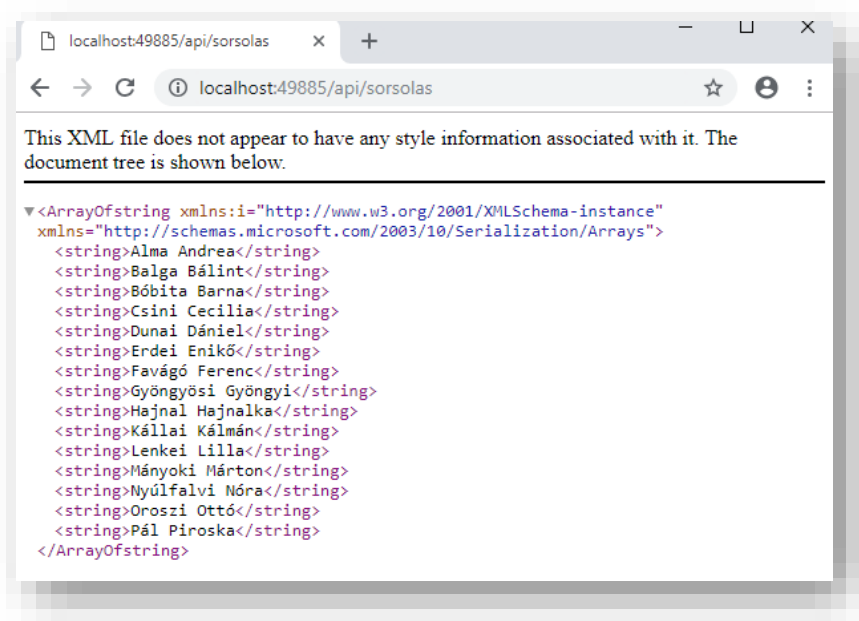 localhost:49885/api/sorsolas
localhost:49885/api/sorsolas
This XML file does not appear to have any style information associated with it. The
document tree is shown below.
▼<ArrayOfstring xmlns:i="http://www.w3.org/2001/XMLSchema-instance"
xmlns="http://schemas.microsoft.com/2003/10/Serialization/Arrays">
<string>Alma Andrea</string>
<string>Balga Bálint</string>
<string>Bóbita Barna</string>
<string>Csini Cecilia</string>
<string>Dunai Dániel</string>
<string>Erdei Enikő</string>
<string>Favágó Ferenc</string>
<string>Gyöngyösi Gyöngyi</string>
<string>Hajnal Hajnalka</string>
<string>Kállai Kálmán</string>
<string>Lenkei Lilla</string>
<string>Mányoki Márton</string>
<string>Nyúlfalvi Nóra</string>
<string>Oroszi Ottó</string>
<string>Pál Piroska</string>
</ArrayOfstring>